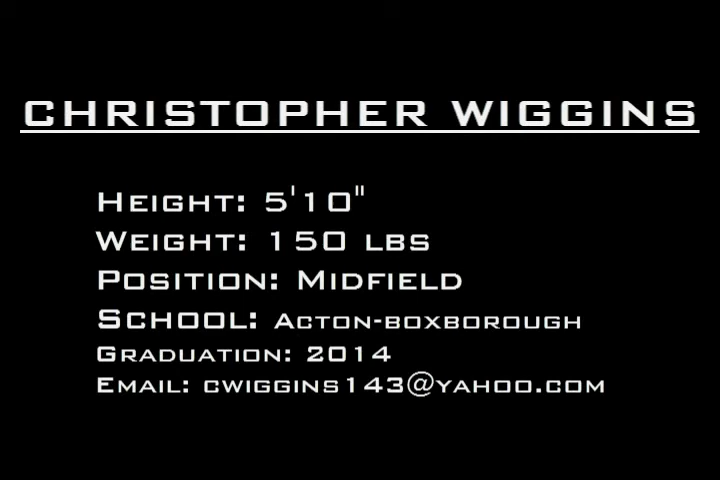 CHRISTOPHER WIGGINS
HEIGHT: 5'10"
WEIGHT: 150 LBS
POSITION: MIDFIELD
SCHOOL: ACTON-BOXBOROUGH
GRADUATION: 2014
EMAIL: CWIGGINS143@YAHOO.COM